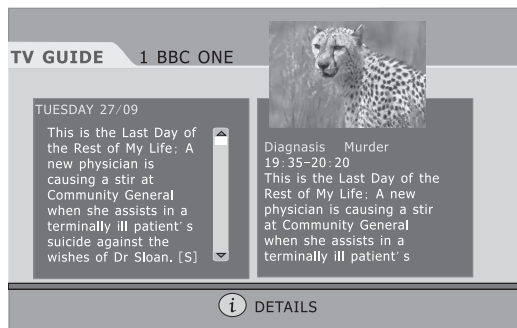 TV GUIDE 1 BBC ONE
TUESDAY 27/09
This is the Last Day of
the Rest of My Life; A
new physician is
causing a stir at
Community General
when she assists in a
terminally ill patient's
suicide against the
wishes of Dr Sloan. [S]
Diagnasis Murder
19:35-20:20
This is the Last Day of the
Rest of My Life; A new
physician is causing a stir
at Community General
when she assists in a
terminally ill patient's
i DETAILS